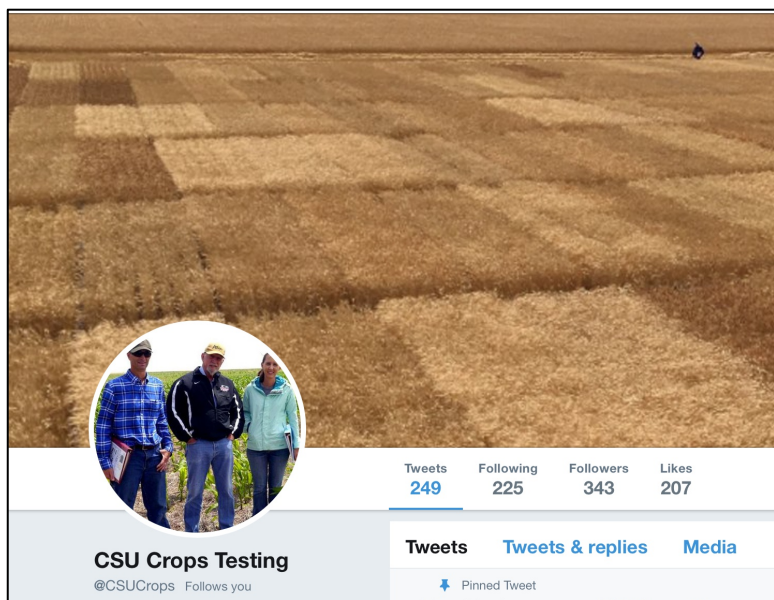 Tweets Following Followers Likes
249 225 343 207
CSU Crops Testing
@CSUCrops Follows you
Tweets Tweets & replies Media
Pinned Tweet